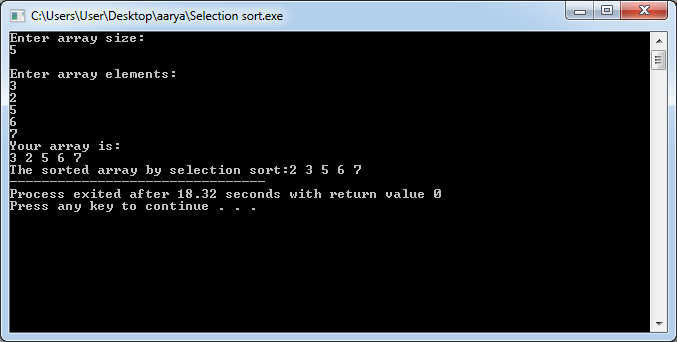 C:\Users\User\Desktop\aarya\Selection sort.exe
Enter array size:
5
Enter array elements:
3
2
5
6
7
Your array is:
3 2 5 6 7
The sorted array by selection sort:2 3 5 6 7
--------------------------------
Process exited after 18.32 seconds with return value 0
Press any key to continue . . .